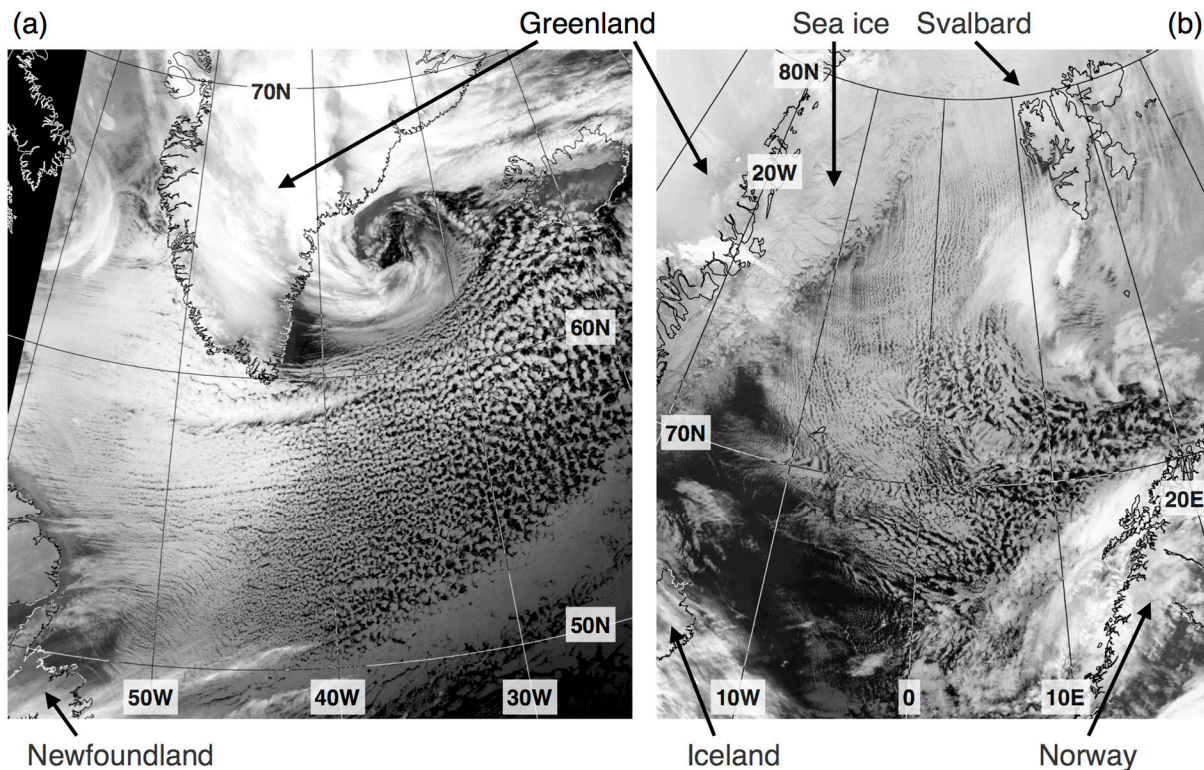 (a) Greenland Sea ice Svalbard (b)
80N
70N
20W
60N
70N
20E
50N
50W 40W 30W 10W 0 10E
Newfoundland Iceland Norway